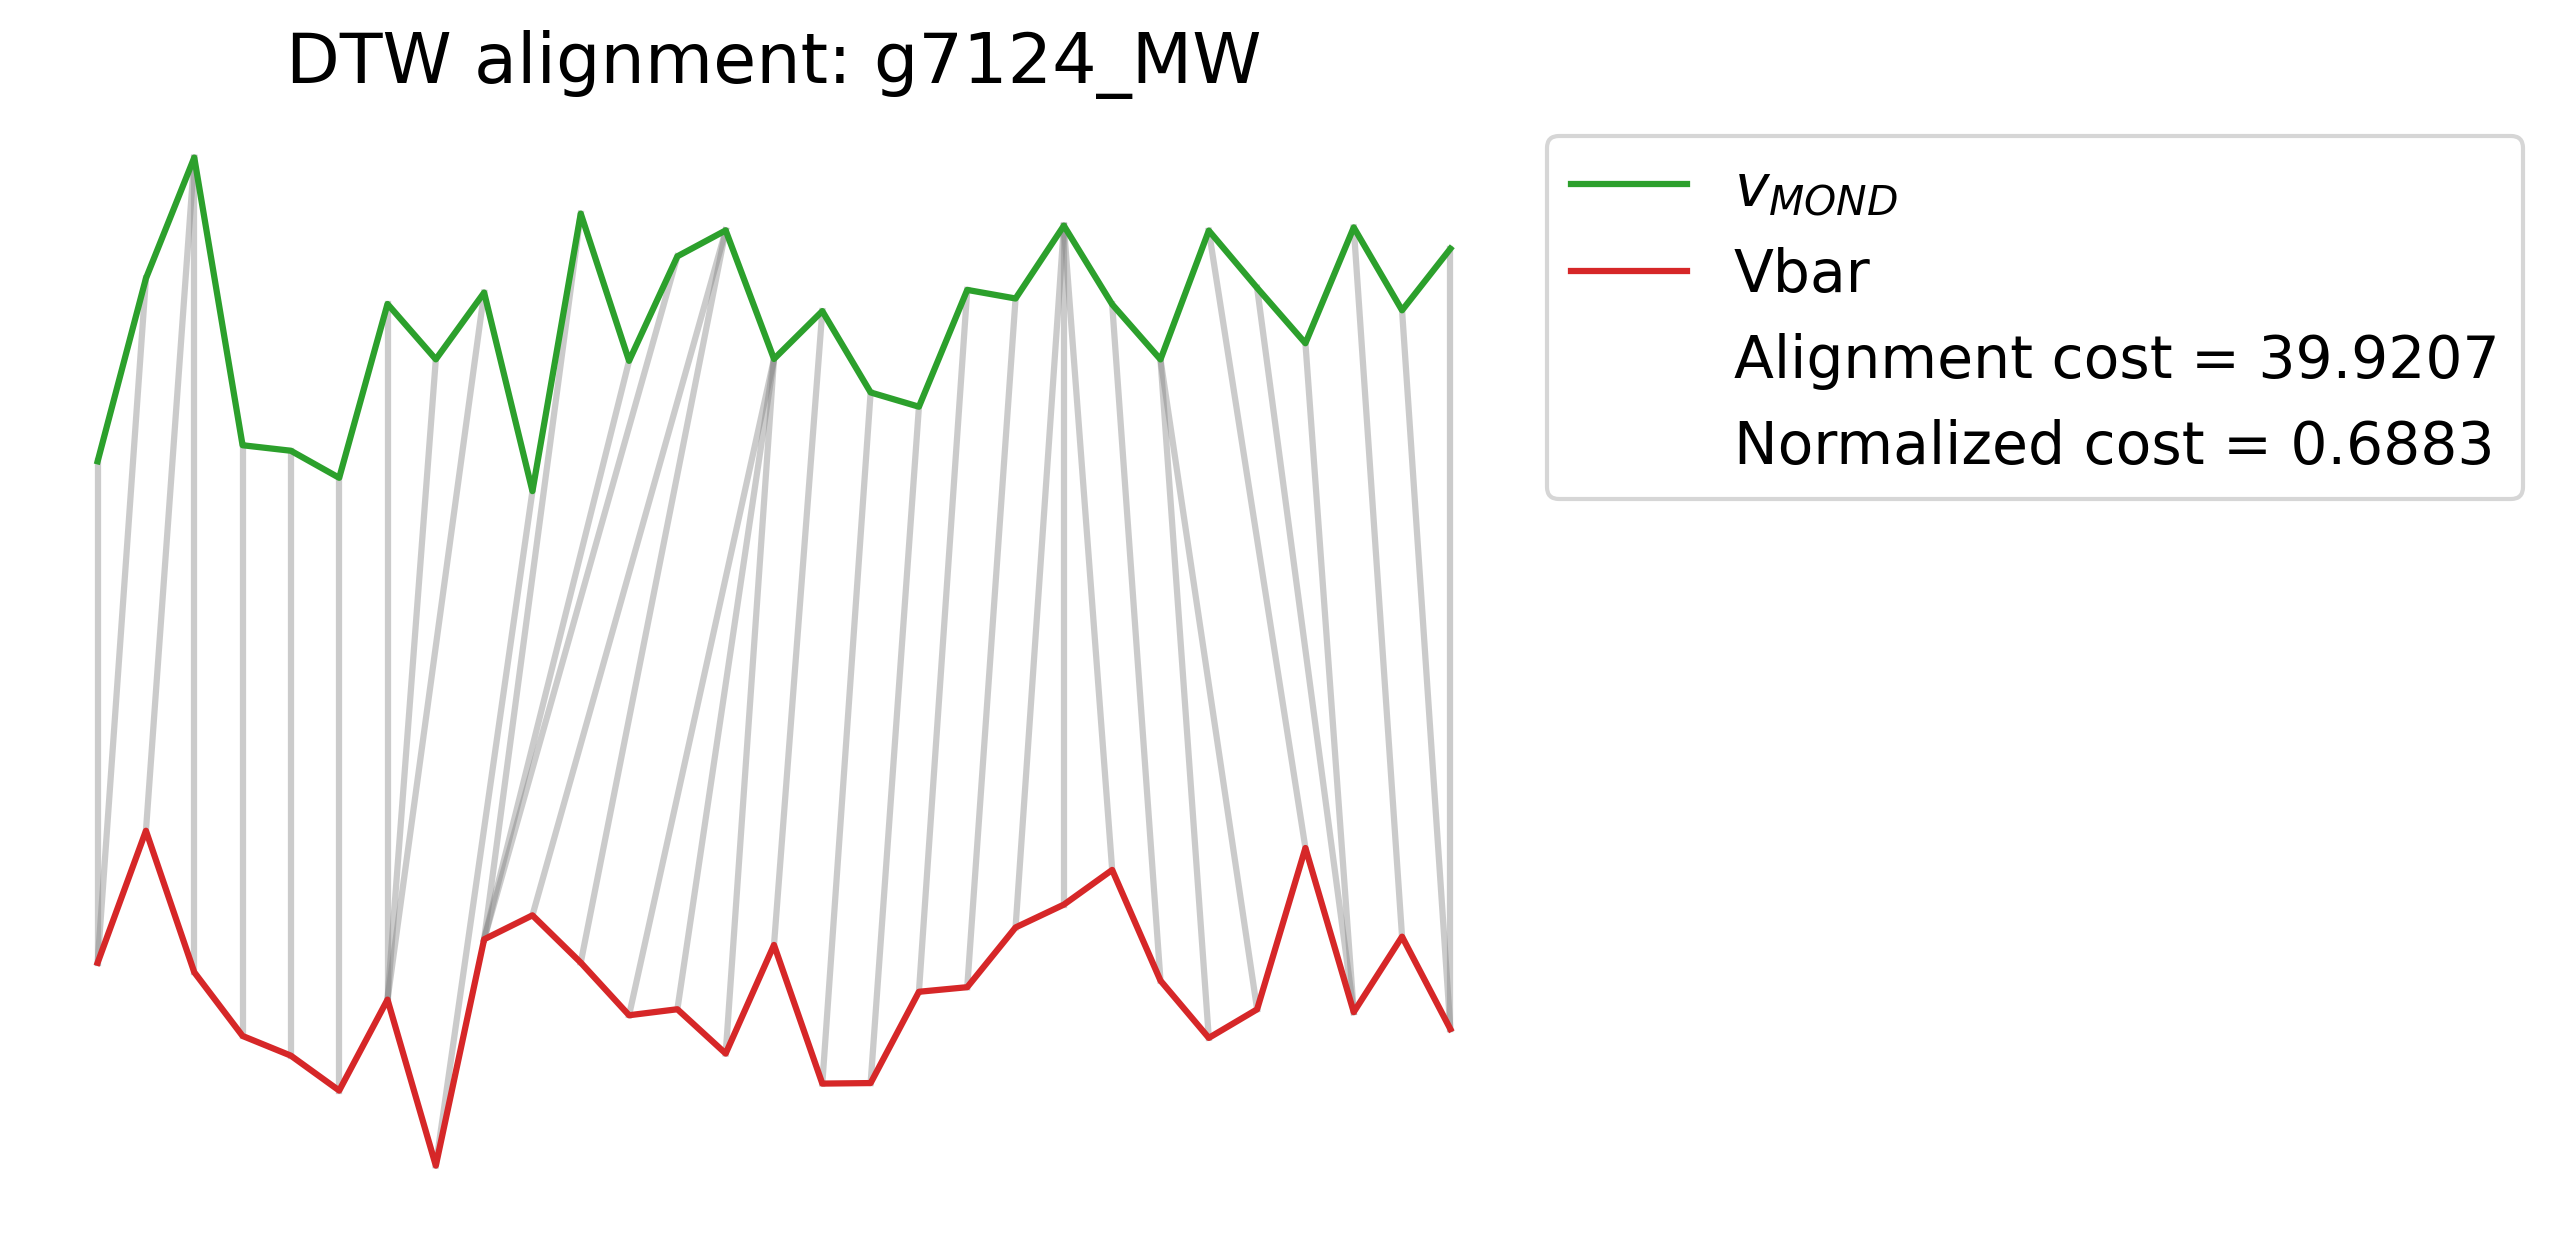 DTW alignment: g7124_MW
v_MOND
Vbar
Alignment cost = 39.9207
Normalized cost = 0.6883